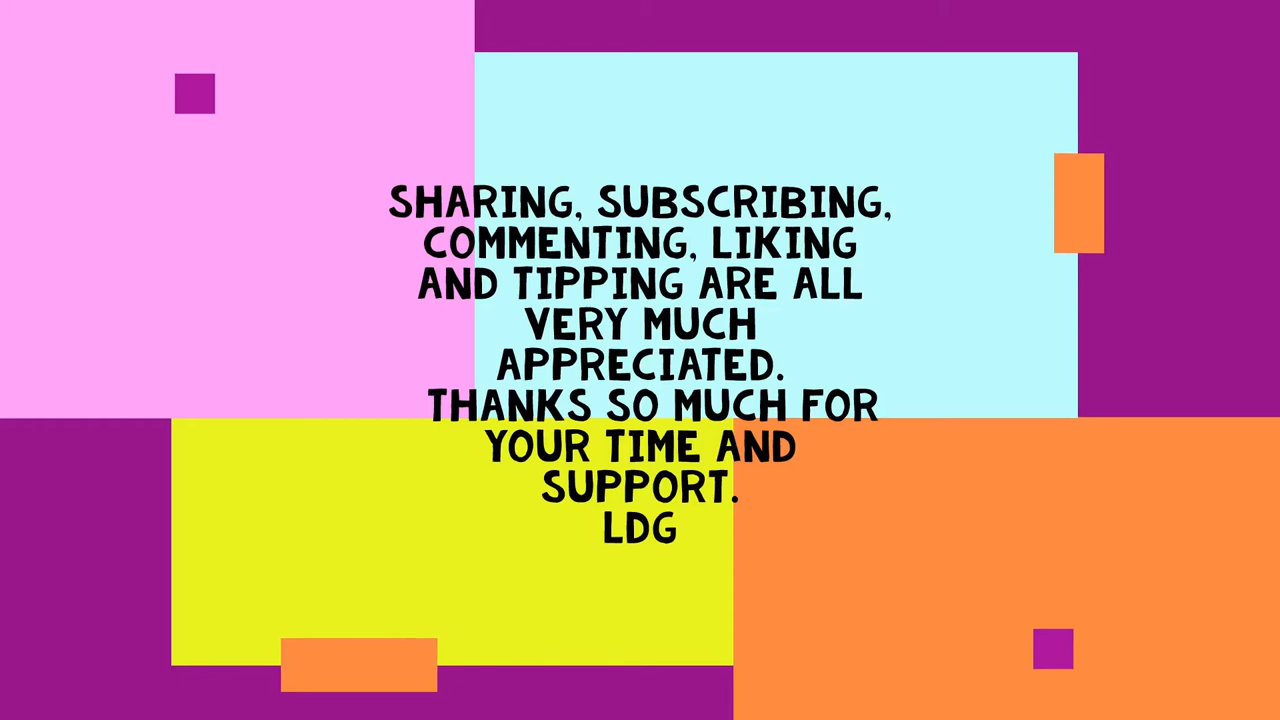 SHARING, SUBSCRIBING,
COMMENTING, LIKING
AND TIPPING ARE ALL
VERY MUCH
APPRECIATED.
THANKS SO MUCH FOR
YOUR TIME AND
SUPPORT.
LDG